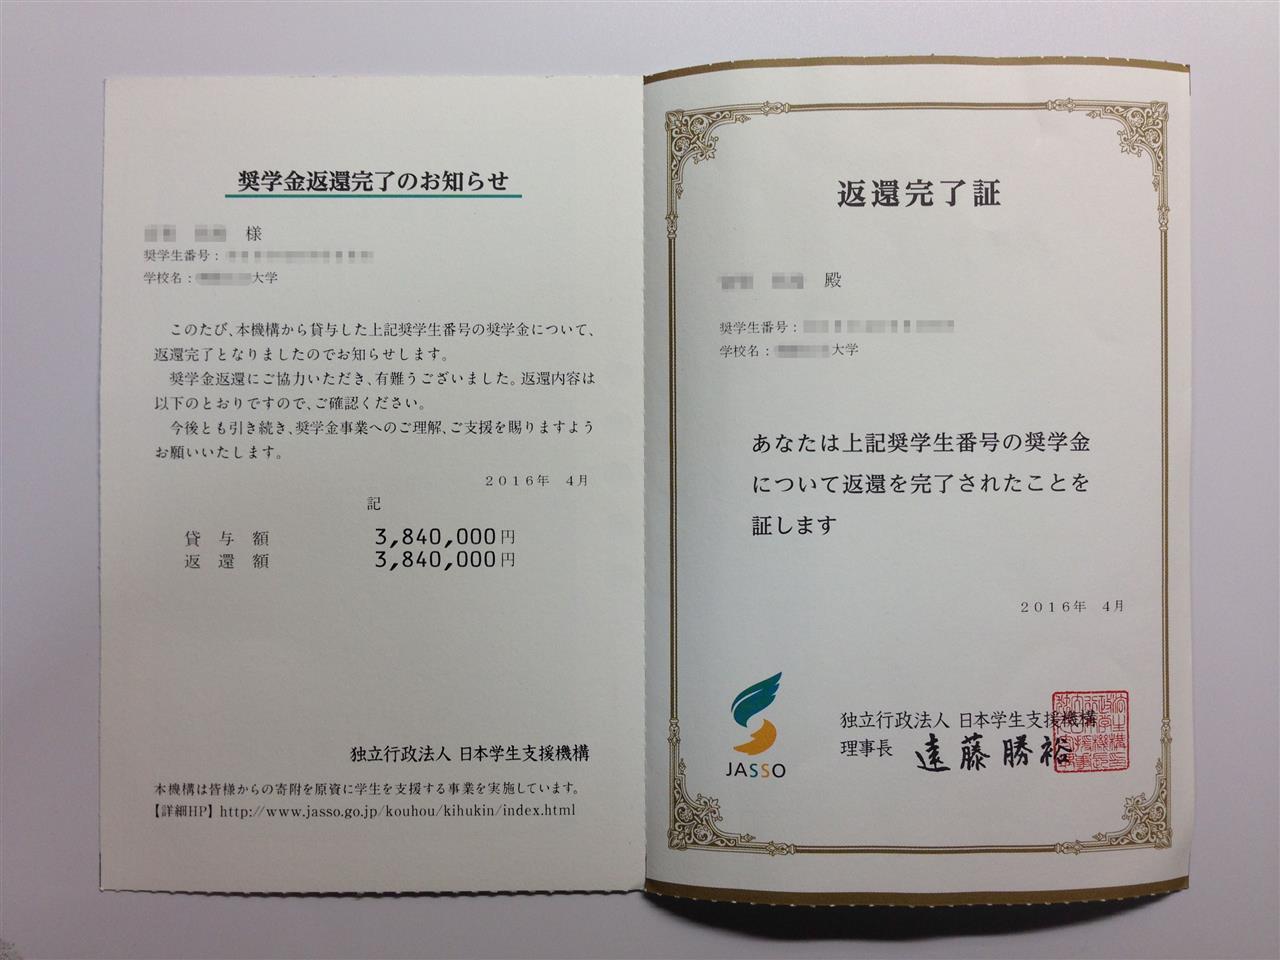 奨学金返還完了のお知らせ
様
奨学生番号：
学校名：大学
このたび、本機構から貸与した上記奨学生番号の奨学金について、
返還完了となりましたのでお知らせします。
奨学金返還にご協力いただき、有難うございました。返還内容は
以下のとおりですので、ご確認ください。
今後とも引き続き、奨学金事業へのご理解、ご支援を賜りますよう
お願いいたします。
２０１６年　４月
記
貸　与　額　3,840,000円
返　還　額　3,840,000円
独立行政法人 日本学生支援機構
本機構は皆様からの寄附を原資に学生を支援する事業を実施しています。
【詳細HP】http://www.jasso.go.jp/kouhou/kihukin/index.html
返還完了証
殿
奨学生番号：
学校名：大学
あなたは上記奨学生番号の奨学金
について返還を完了されたことを
証します
２０１６年　４月
JASSO
独立行政法人 日本学生支援機構
理事長 遠藤勝裕